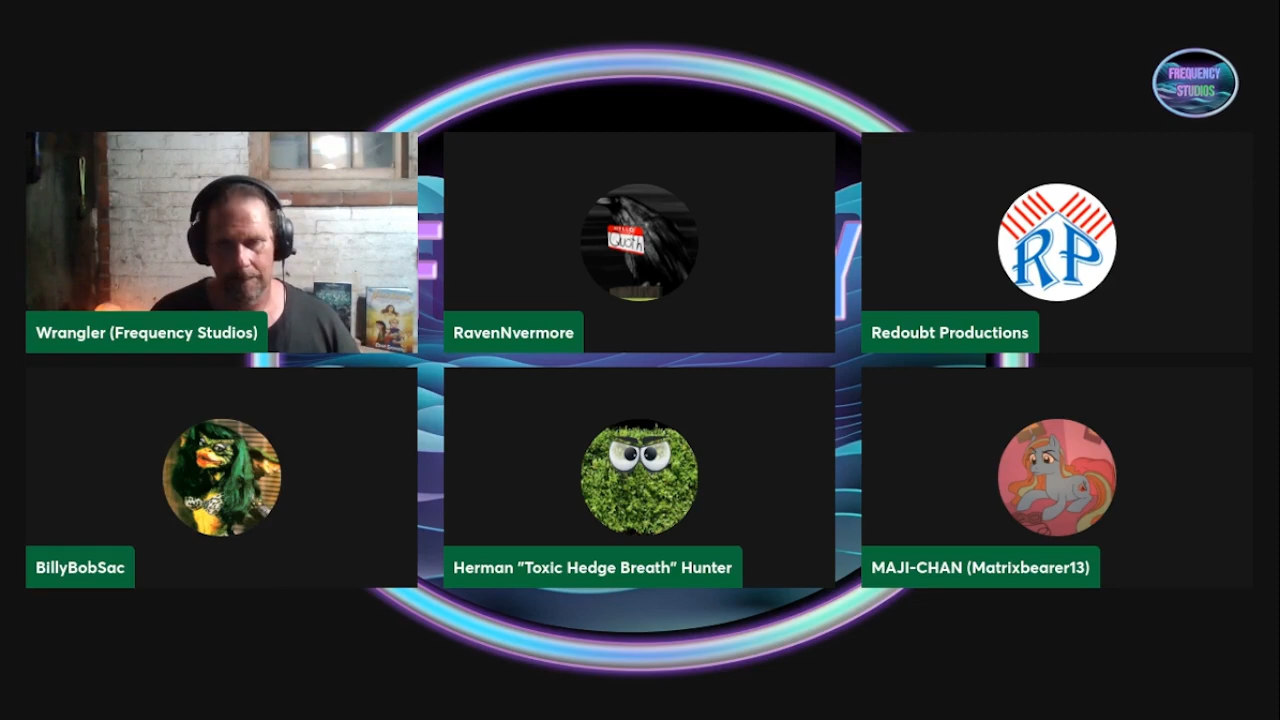 FREQUENCY
STUDIOS
HELLO
Quoth
RP
Wrangler (Frequency Studios)
RavenNvermore
Redoubt Productions
BillyBobSac
Herman "Toxic Hedge Breath" Hunter
MAJI-CHAN (Matrixbearer13)